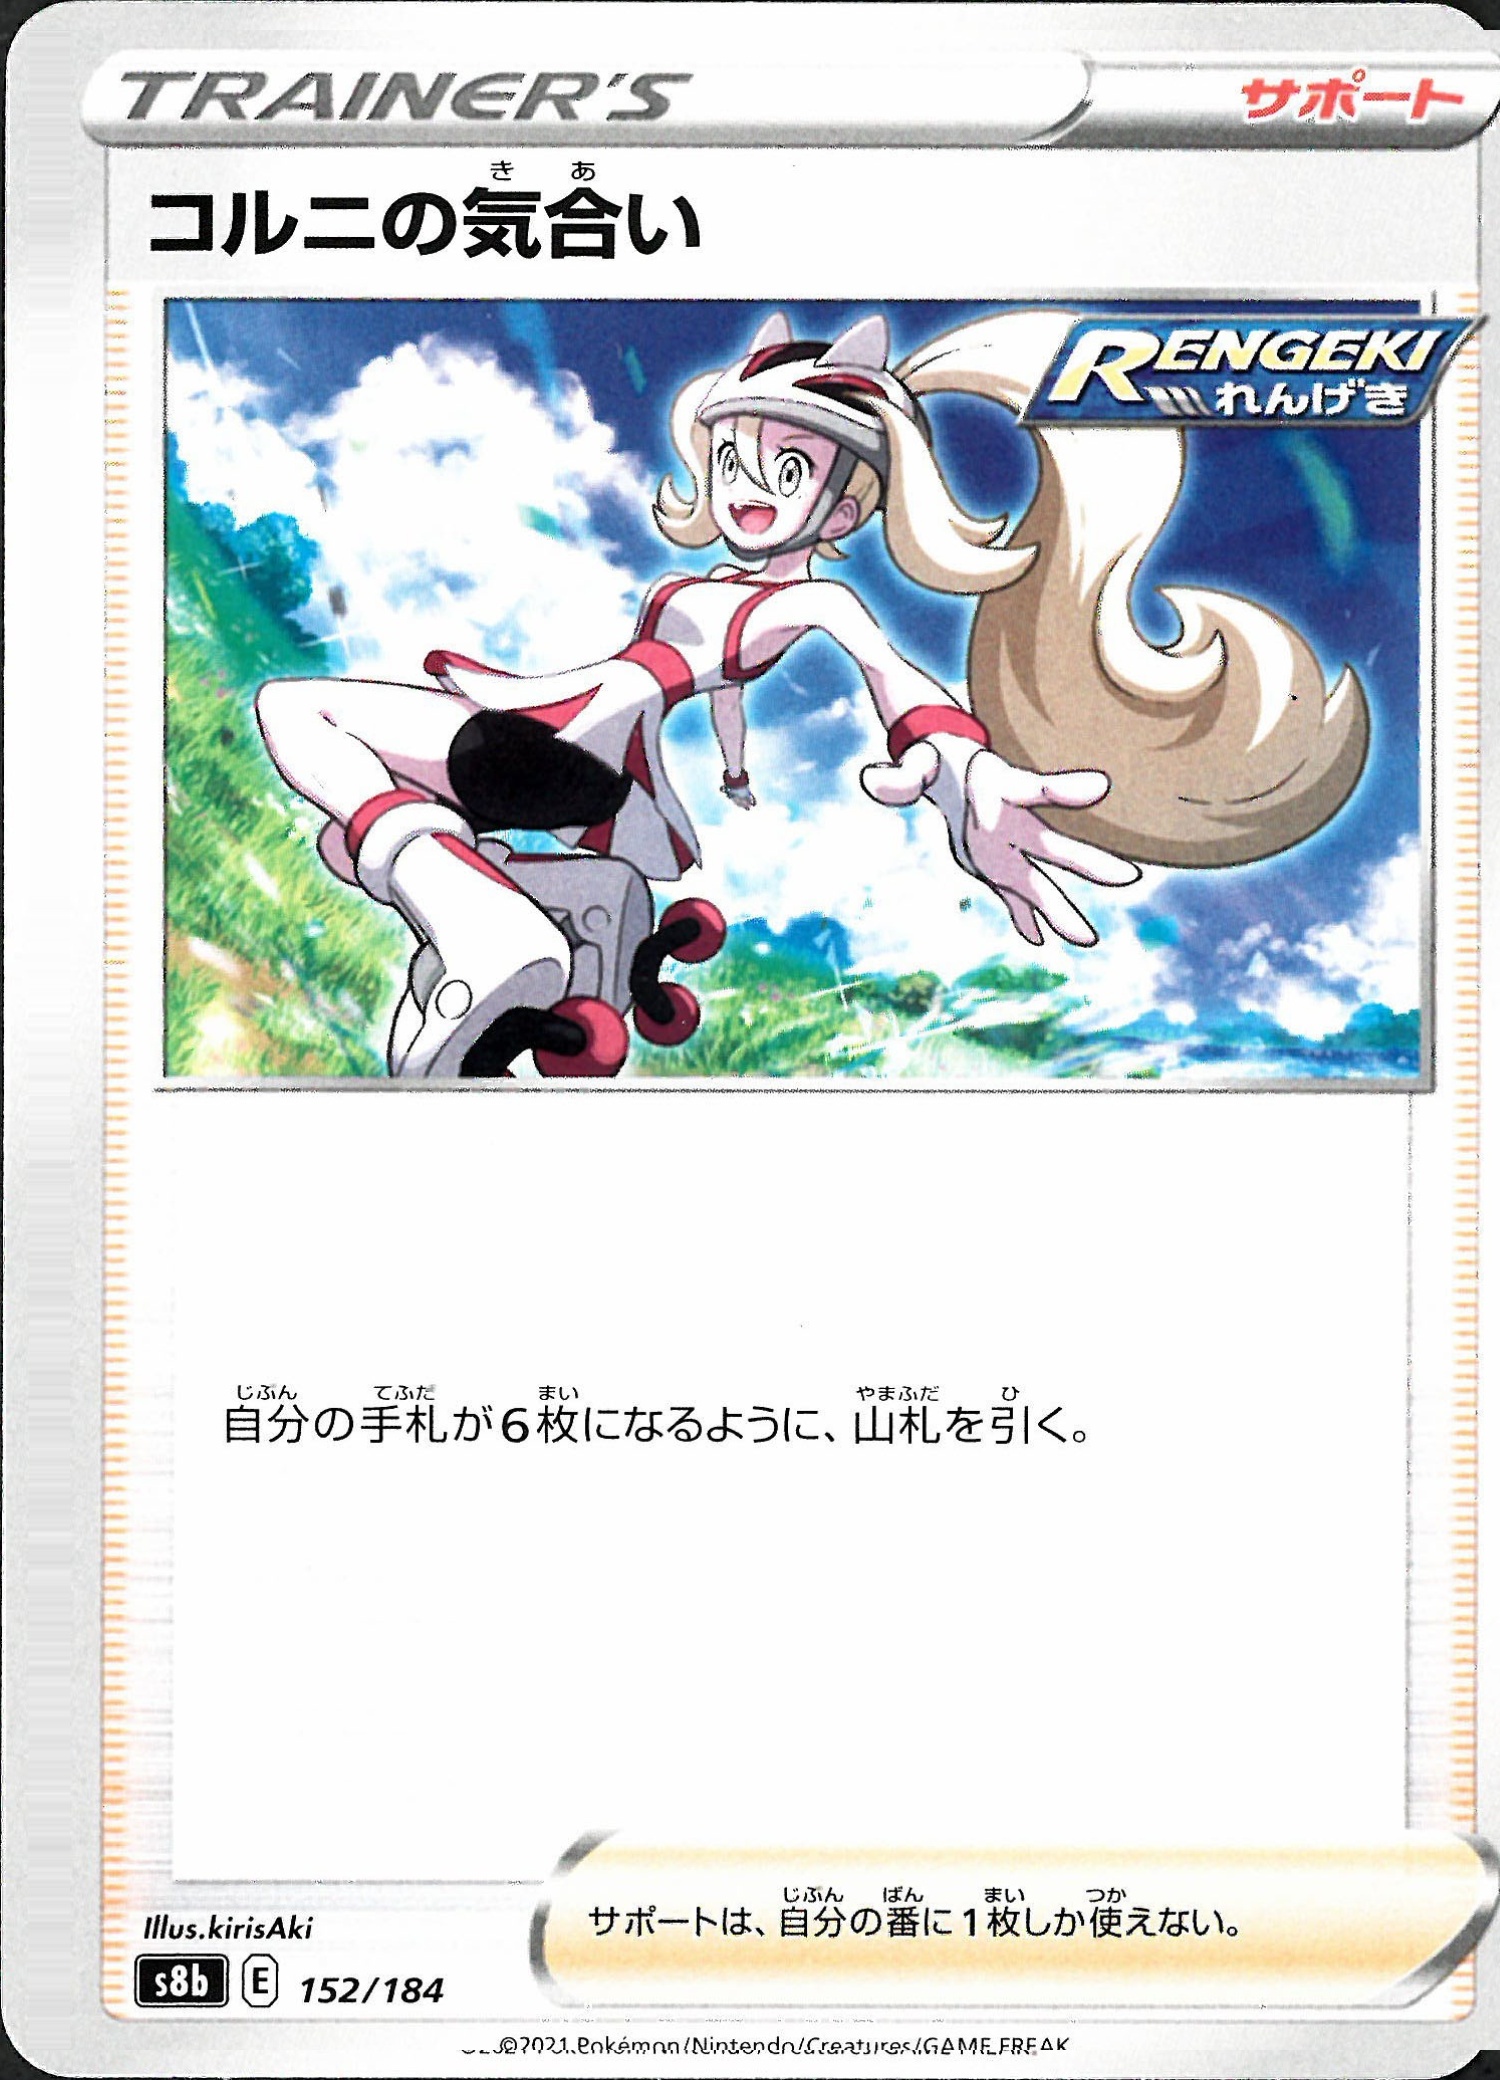 TRAINER'S
サポート
きあ
コルニの気合い
RENGEKI
れんげき
じぶん てふだ まい やまふだ ひ
自分の手札が6枚になるように、山札を引く。
じぶん ばん まい つか
サポートは、自分の番に1枚しか使えない。
Illus.kirisAki
s8b E 152/184
©2021 Pokémon/Nintendo/Creatures/GAME FREAK